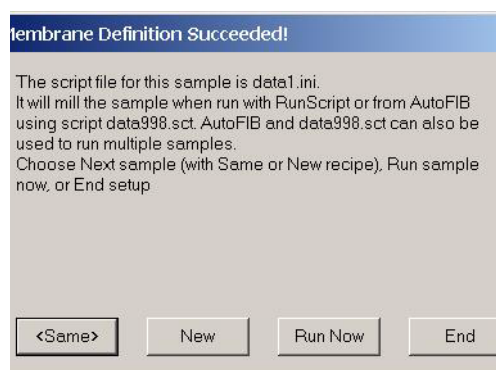 Membrane Definition Succeeded!
The script file for this sample is data1.ini.
It will mill the sample when run with RunScript or from AutoFIB
using script data998.sct. AutoFIB and data998.sct can also be
used to run multiple samples.
Choose Next sample (with Same or New recipe), Run sample
now, or End setup
<Same> New Run Now End